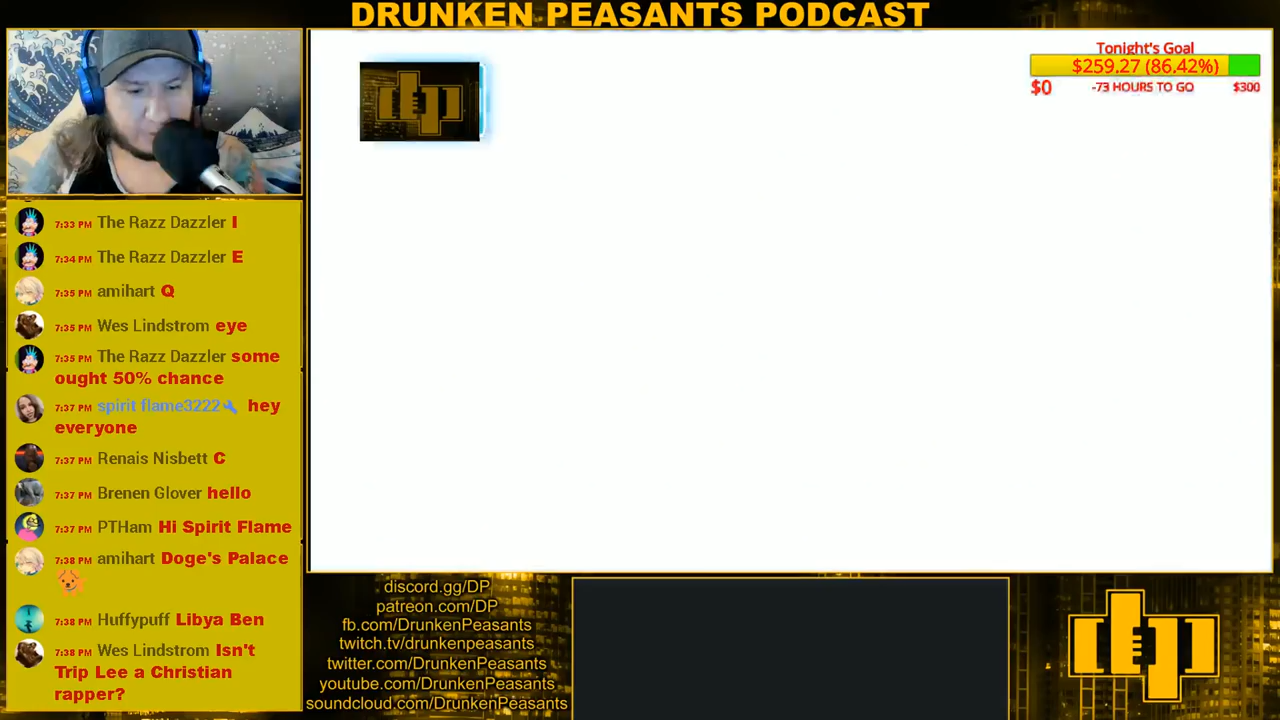 DRUNKEN PEASANTS PODCAST
Tonight's Goal
$259.27 (86.42%)
$0 -73 HOURS TO GO $300
7:33 PM The Razz Dazzler I
7:34 PM The Razz Dazzler E
7:35 PM amihart Q
7:35 PM Wes Lindstrom eye
7:35 PM The Razz Dazzler some
ought 50% chance
7:37 PM spirit flame3222 hey
everyone
7:37 PM Renais Nisbett C
7:37 PM Brenen Glover hello
7:37 PM PTHam Hi Spirit Flame
7:38 PM amihart Doge's Palace
7:38 PM Huffypuff Libya Ben
7:38 PM Wes Lindstrom Isn't
Trip Lee a Christian
rapper?
discord.gg/DP
patreon.com/DP
fb.com/DrunkenPeasants
twitch.tv/drunkenpeasants
twitter.com/DrunkenPeasants
youtube.com/DrunkenPeasants
soundcloud.com/DrunkenPeasants